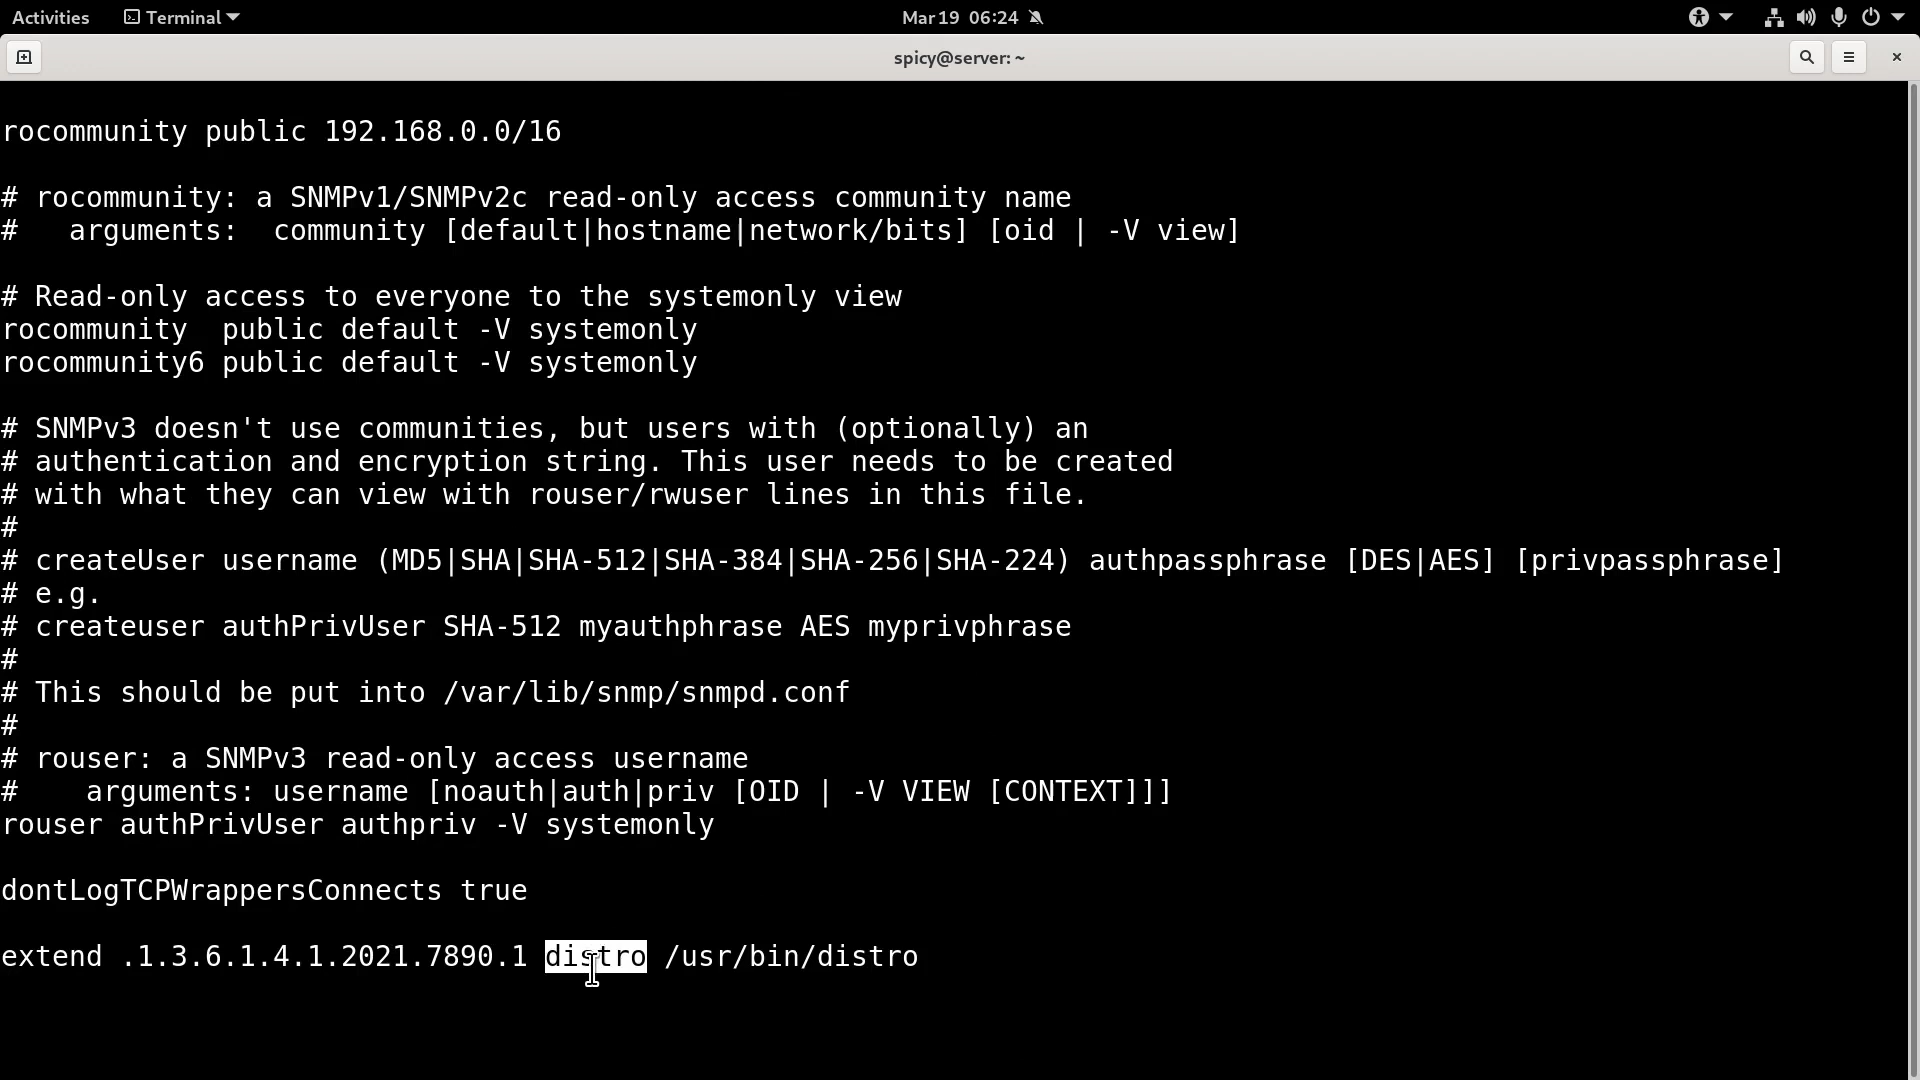 Activities Terminal Mar 19 06:24
spicy@server: ~
rocommunity public 192.168.0.0/16
# rocommunity: a SNMPv1/SNMPv2c read-only access community name
#   arguments:  community [default|hostname|network/bits] [oid | -V view]
# Read-only access to everyone to the systemonly view
rocommunity  public default -V systemonly
rocommunity6 public default -V systemonly
# SNMPv3 doesn't use communities, but users with (optionally) an
# authentication and encryption string. This user needs to be created
# with what they can view with rouser/rwuser lines in this file.
#
# createUser username (MD5|SHA|SHA-512|SHA-384|SHA-256|SHA-224) authpassphrase [DES|AES] [privpassphrase]
# e.g.
# createuser authPrivUser SHA-512 myauthphrase AES myprivphrase
#
# This should be put into /var/lib/snmp/snmpd.conf
#
# rouser: a SNMPv3 read-only access username
#    arguments: username [noauth|auth|priv [OID | -V VIEW [CONTEXT]]]
rouser authPrivUser authpriv -V systemonly
dontLogTCPWrappersConnects true
extend .1.3.6.1.4.1.2021.7890.1 distro /usr/bin/distro